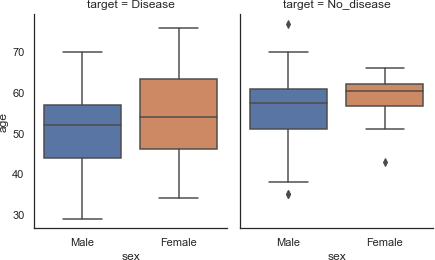 target = Disease
target = No_disease
age
70
60
50
40
30
Male
Female
Male
Female
sex
sex